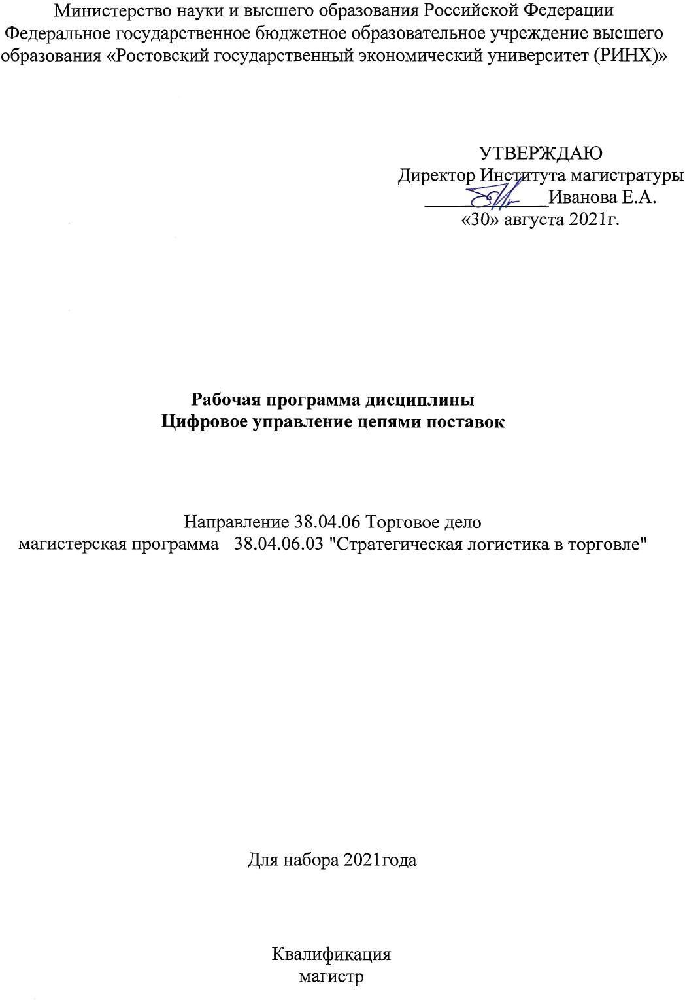 Министерство науки и высшего образования Российской Федерации
Федеральное государственное бюджетное образовательное учреждение высшего
образования «Ростовский государственный экономический университет (РИНХ)»
УТВЕРЖДАЮ
Директор Института магистратуры
Иванова Е.А.
«30» августа 2021г.
Рабочая программа дисциплины
Цифровое управление цепями поставок
Направление 38.04.06 Торговое дело
магистерская программа 38.04.06.03 "Стратегическая логистика в торговле"
Для набора 2021года
Квалификация
магистр